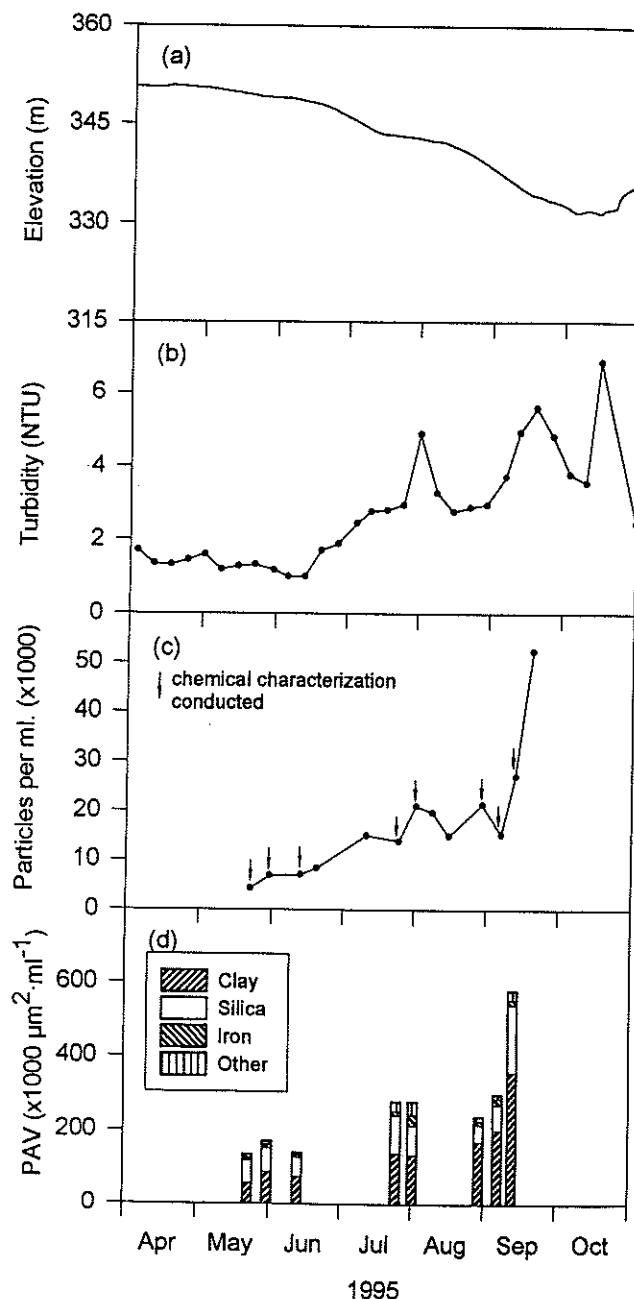 360
(a)
345
Elevation (m)
330
315
(b)
6
Turbidity (NTU)
4
2
0
(c)
50
chemical characterization
conducted
40
Particles per ml. (x1000)
30
20
10
0
(d)
600
Clay
Silica
Iron
Other
400
PAV (x1000 µm²·ml⁻¹)
200
0
Apr May Jun Jul Aug Sep Oct
1995